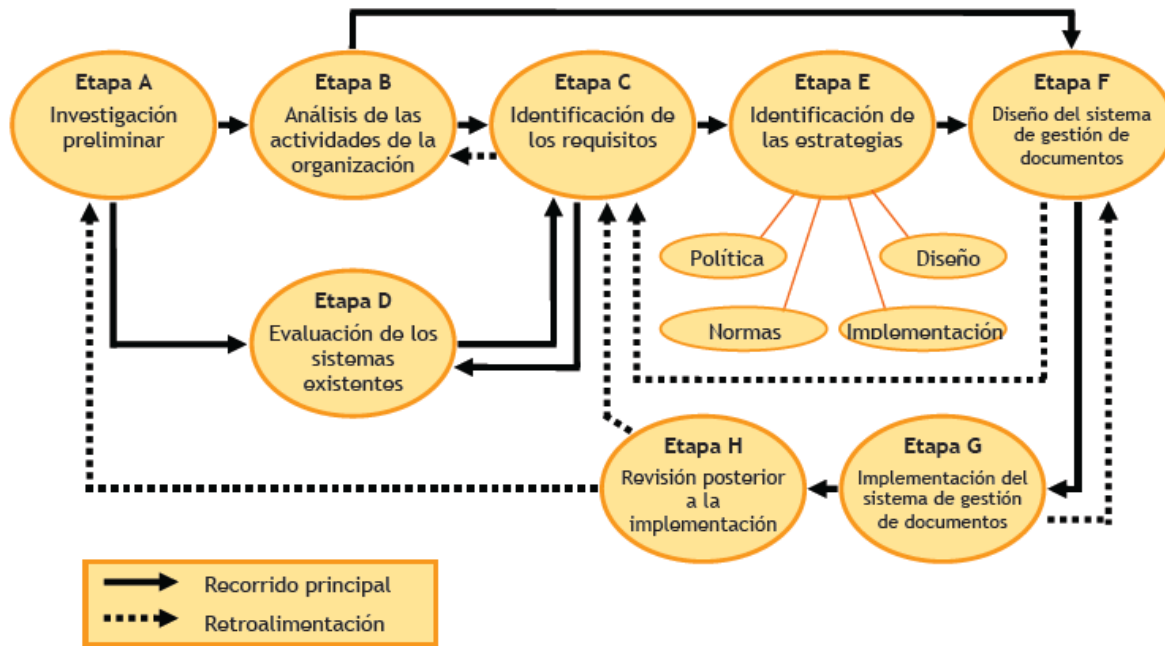 Etapa A
Investigación
preliminar
Etapa B
Análisis de las
actividades de la
organización
Etapa C
Identificación de
los requisitos
Etapa E
Identificación de
las estrategias
Etapa F
Diseño del sistema
de gestión de
documentos
Política
Diseño
Normas
Implementación
Etapa D
Evaluación de los
sistemas
existentes
Etapa H
Revisión posterior
a la
implementación
Etapa G
Implementación del
sistema de gestión
de documentos
Recorrido principal
Retroalimentación